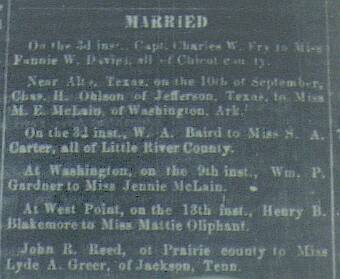 MARRIED
On the 3d inst., Capt. Charles W. Fry to Miss
Fannie W. Davies, all of Chicot county.
Near Alto, Texas, on the 10th of September,
Chas. H. Ohlson of Jefferson, Texas, to Miss
M. E. McLain, of Washington, Ark.
On the 3d inst., W. A. Baird to Miss S. A.
Carter, all of Little River County.
At Washington, on the 9th inst., Wm. P.
Gardner to Miss Jennie McLain.
At West Point, on the 13th inst., Henry B.
Blakemore to Miss Mattie Oliphant.
John R. Reed, of Prairie county to Miss
Lyde A. Greer, of Jackson, Tenn.